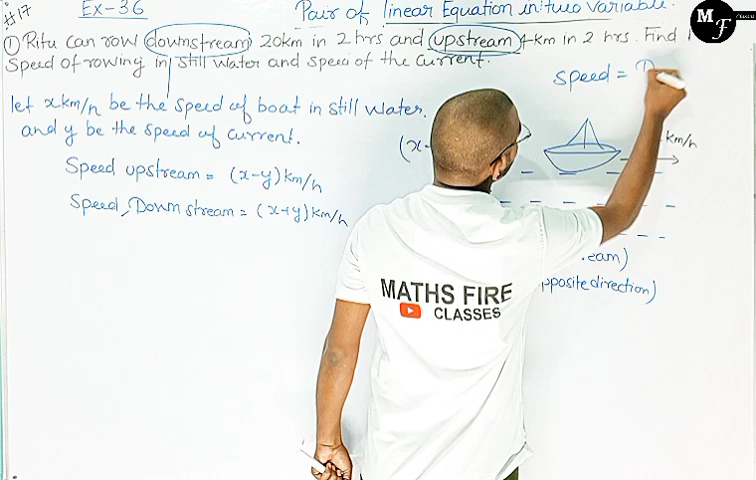 #17
Ex-36
Pair of linear Equation in two Variable.
① Ritu can row downstream 20km in 2 hrs and upstream 4km in 2 hrs. Find
Speed of rowing in still water and speed of the current.
Speed = D
let x km/h be the speed of boat in still water.
and y be the speed of current.
(x-
km/h
Speed upstream = (x-y) km/h
Speed Down stream = (x+y) km/h
eam)
pposite direction)
MATHS FIRE
CLASSES
M
F